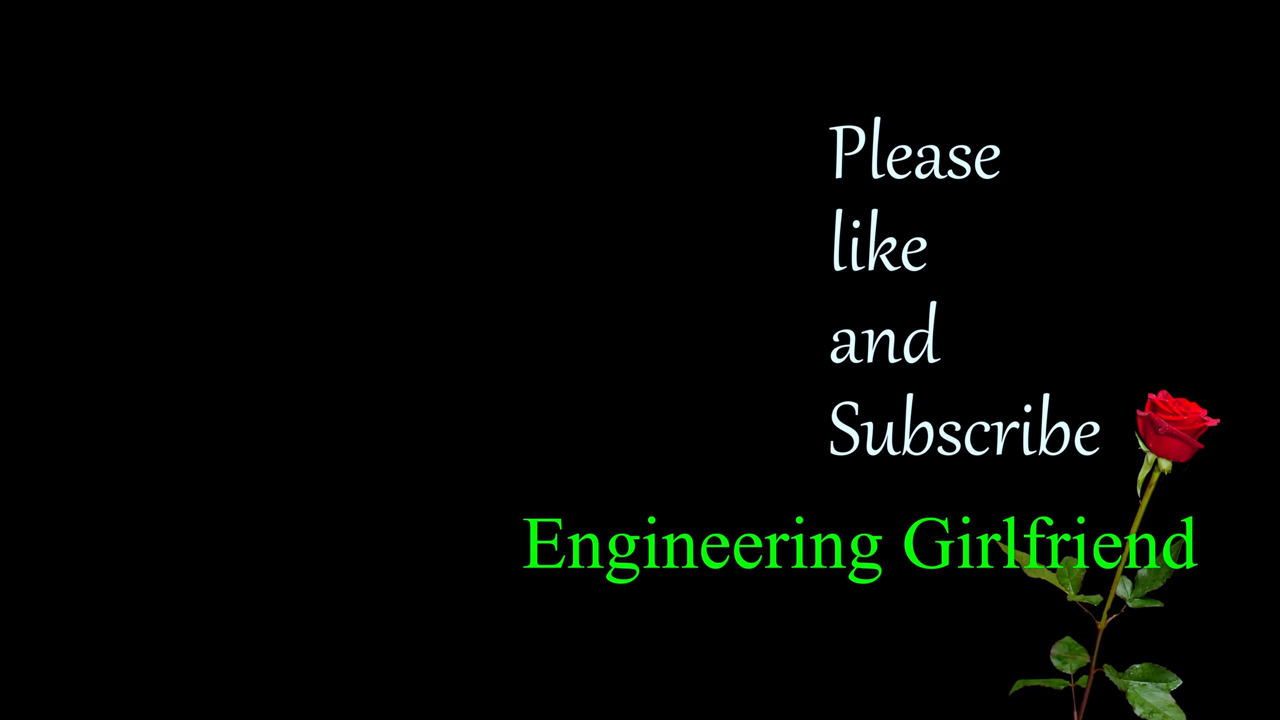 Please
like
and
Subscribe
Engineering Girlfriend